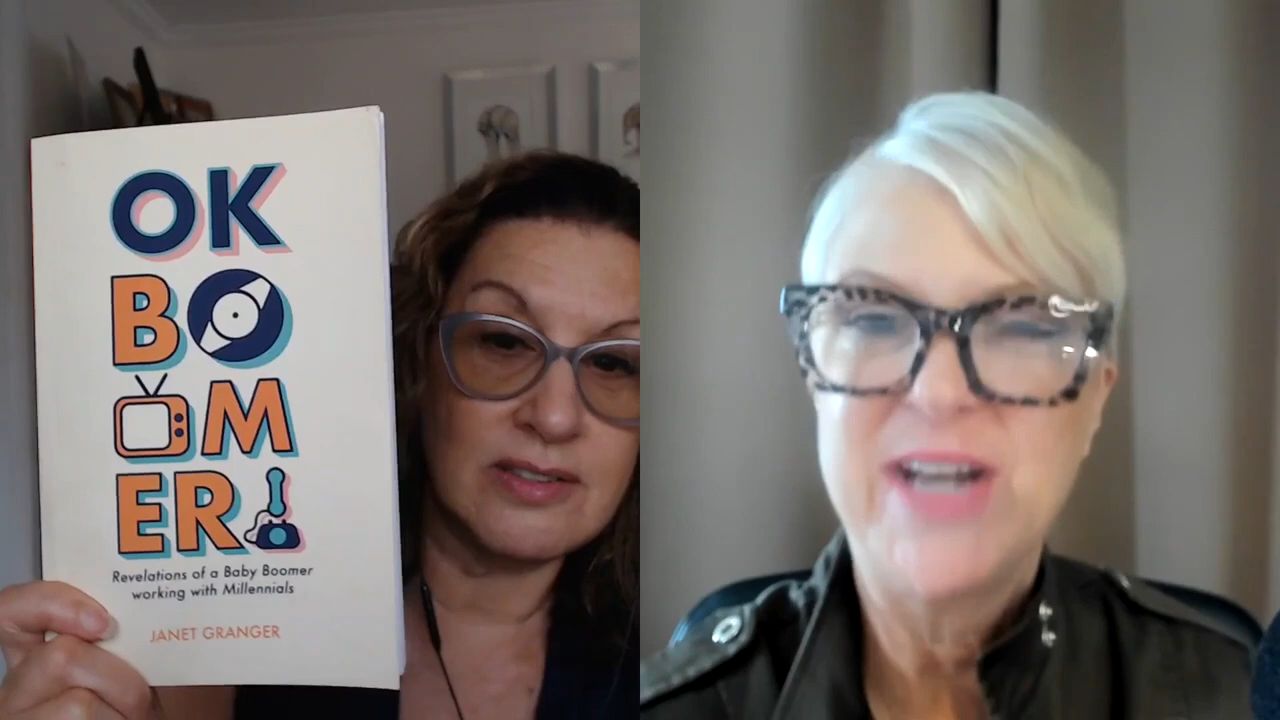 OK
BOOMER!
Revelations of a Baby Boomer
working with Millennials
JANET GRANGER